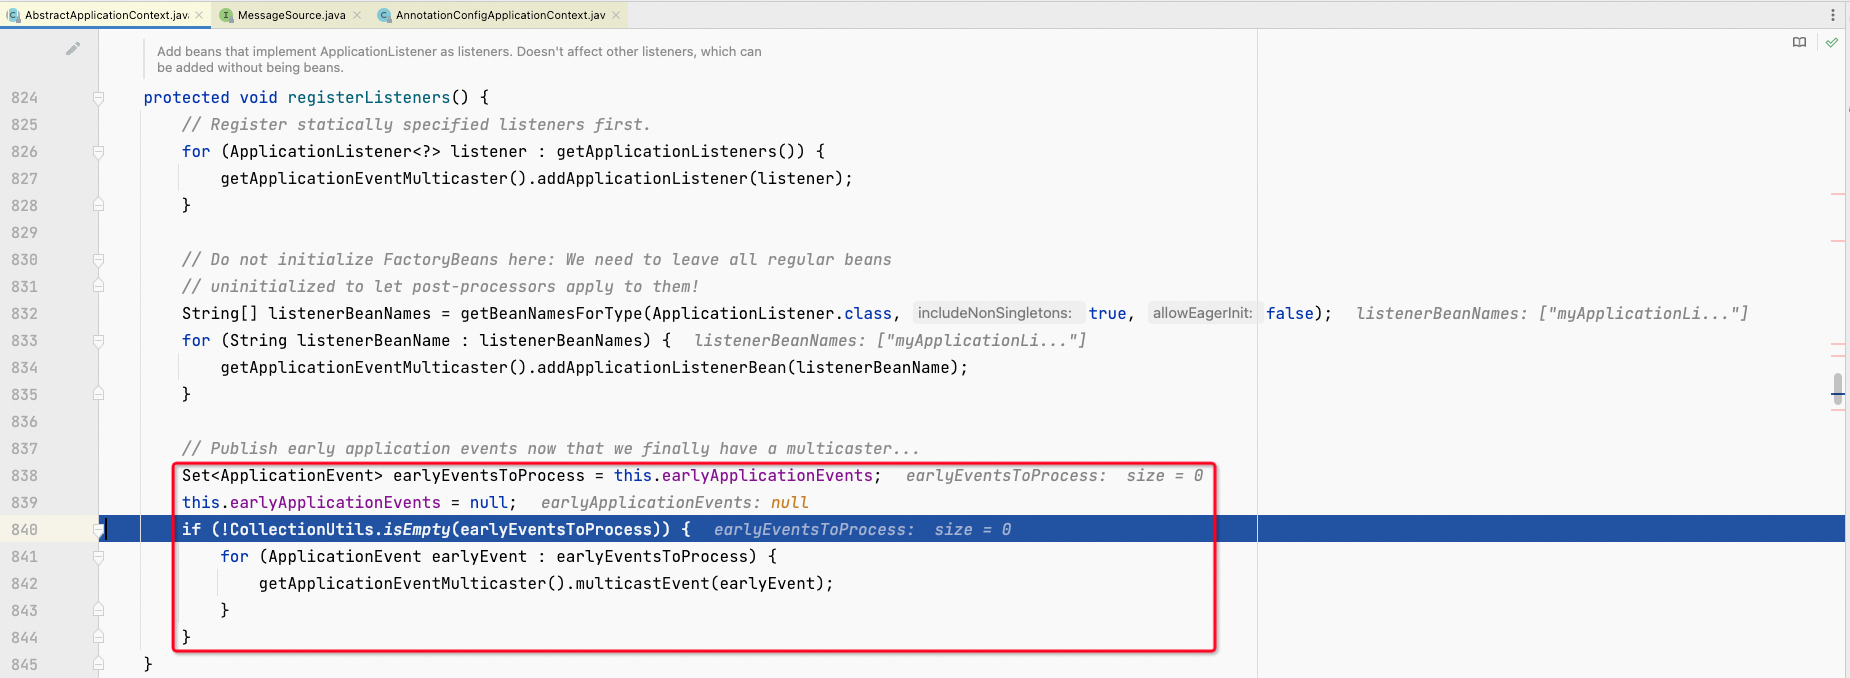 AbstractApplicationContext.java
MessageSource.java
AnnotationConfigApplicationContext.jav
Add beans that implement ApplicationListener as listeners. Doesn't affect other listeners, which can
be added without being beans.
824 protected void registerListeners() {
825 // Register statically specified listeners first.
826 for (ApplicationListener<?> listener : getApplicationListeners()) {
827 getApplicationEventMulticaster().addApplicationListener(listener);
828 }
829
830 // Do not initialize FactoryBeans here: We need to leave all regular beans
831 // uninitialized to let post-processors apply to them!
832 String[] listenerBeanNames = getBeanNamesForType(ApplicationListener.class, includeNonSingletons: true, allowEagerInit: false); listenerBeanNames: ["myApplicationLi..."]
833 for (String listenerBeanName : listenerBeanNames) { listenerBeanNames: ["myApplicationLi..."]
834 getApplicationEventMulticaster().addApplicationListenerBean(listenerBeanName);
835 }
836
837 // Publish early application events now that we finally have a multicaster...
838 Set<ApplicationEvent> earlyEventsToProcess = this.earlyApplicationEvents; earlyEventsToProcess: size = 0
839 this.earlyApplicationEvents = null; earlyApplicationEvents: null
840 if (!CollectionUtils.isEmpty(earlyEventsToProcess)) { earlyEventsToProcess: size = 0
841 for (ApplicationEvent earlyEvent : earlyEventsToProcess) {
842 getApplicationEventMulticaster().multicastEvent(earlyEvent);
843 }
844 }
845 }